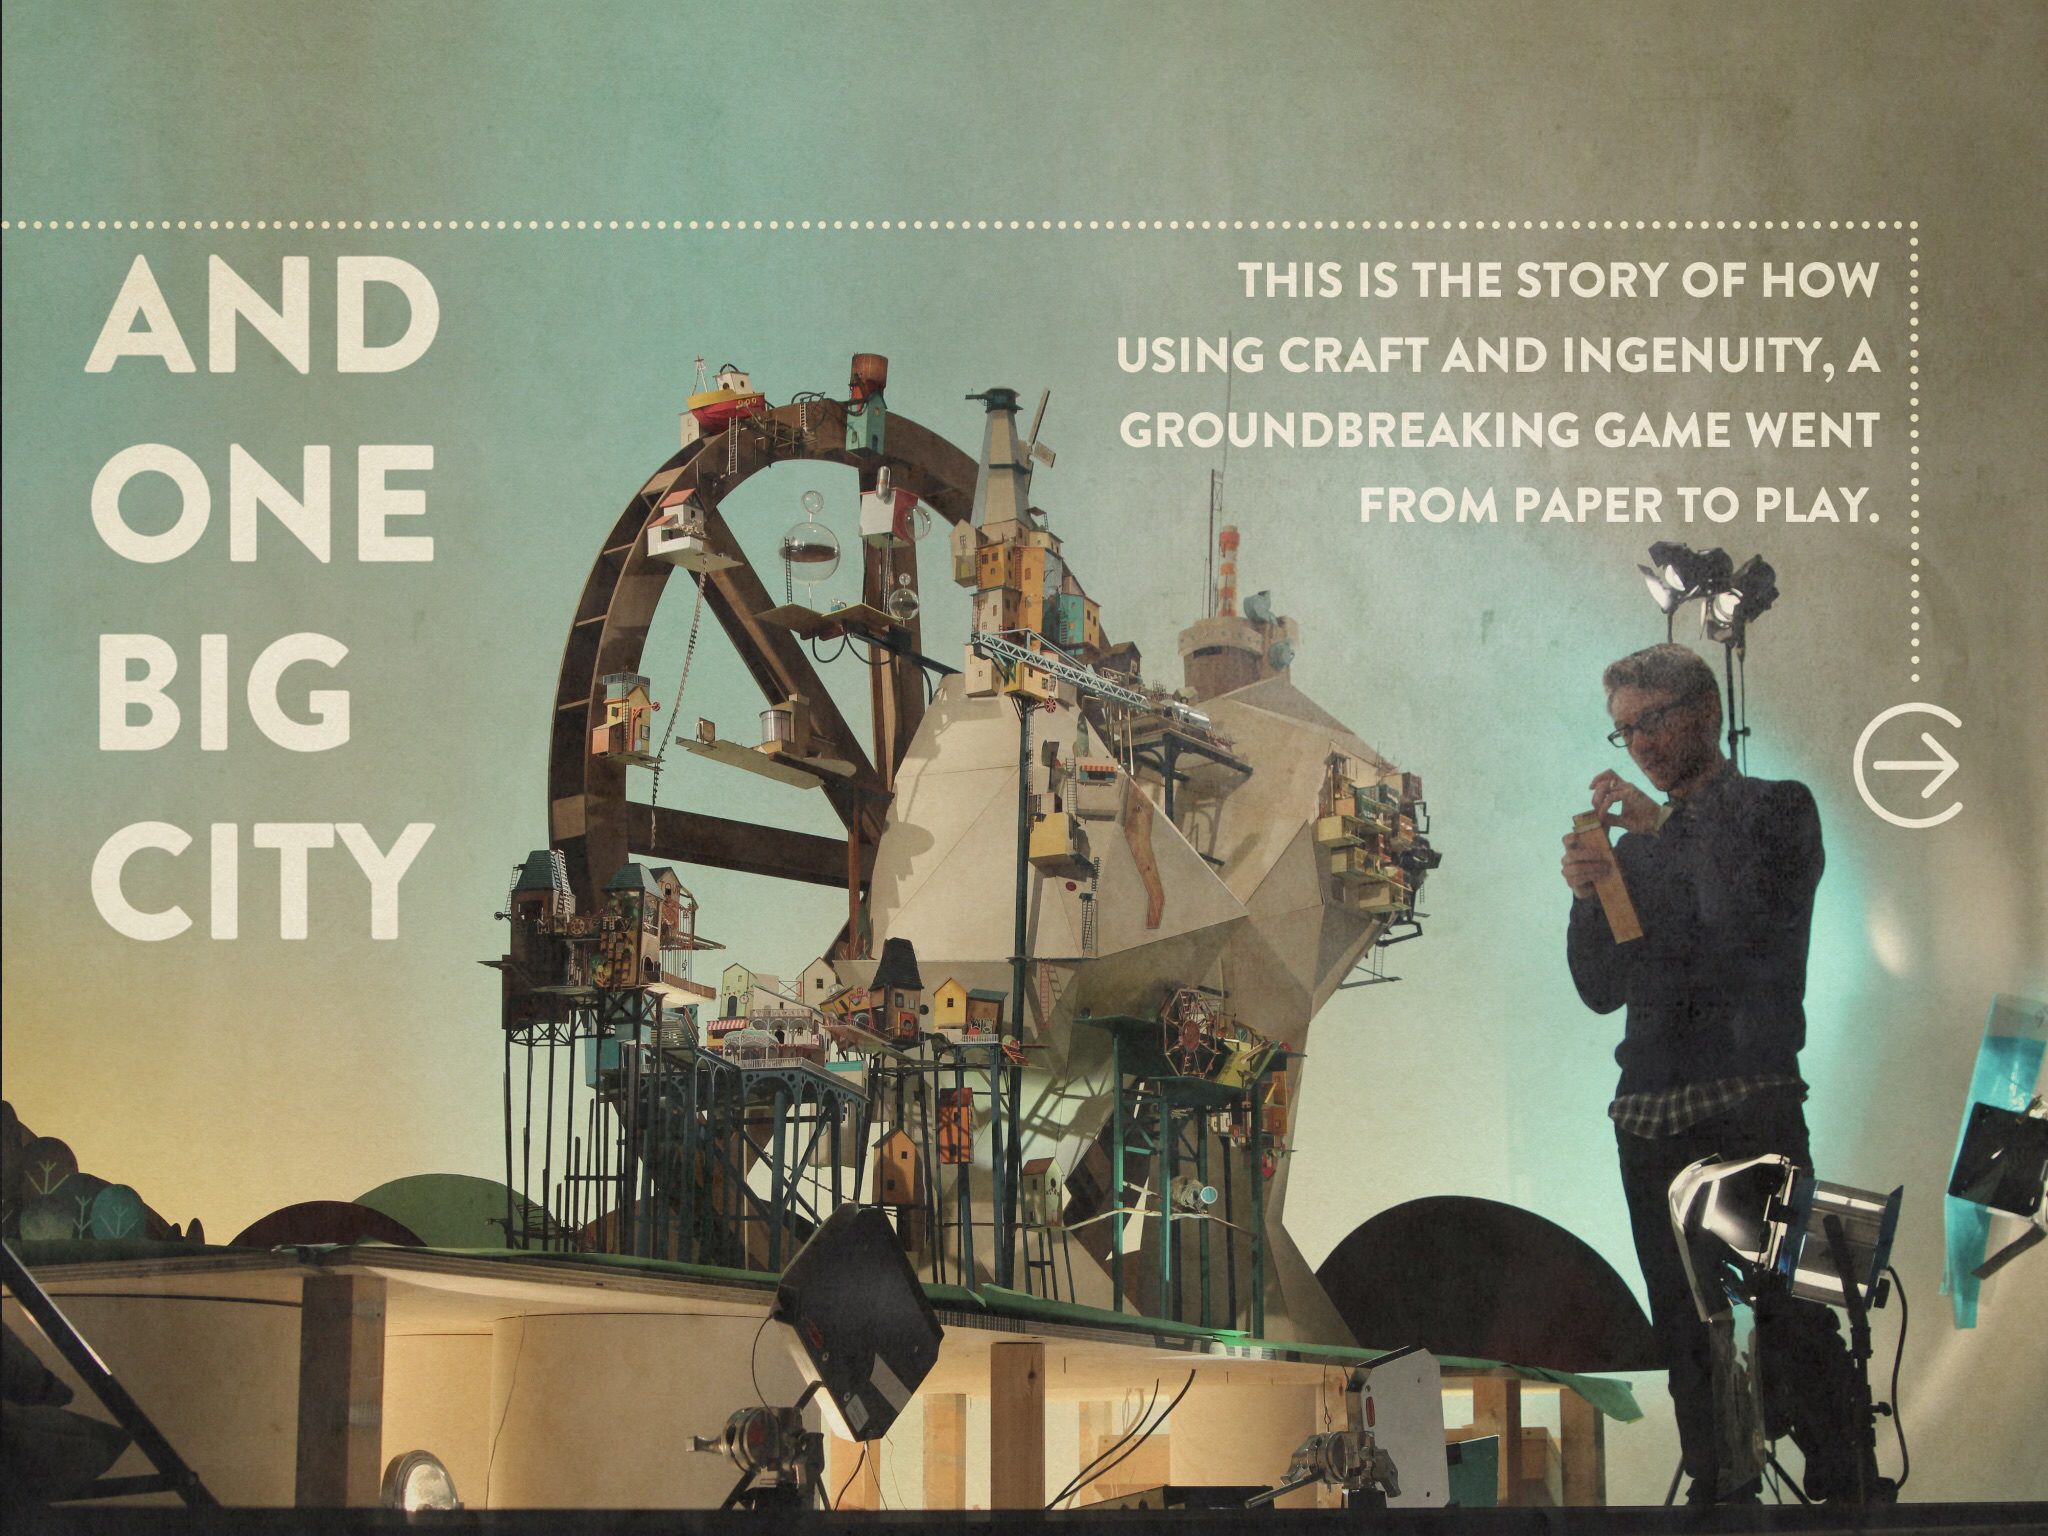 AND
ONE
BIG
CITY
THIS IS THE STORY OF HOW
USING CRAFT AND INGENUITY, A
GROUNDBREAKING GAME WENT
FROM PAPER TO PLAY.